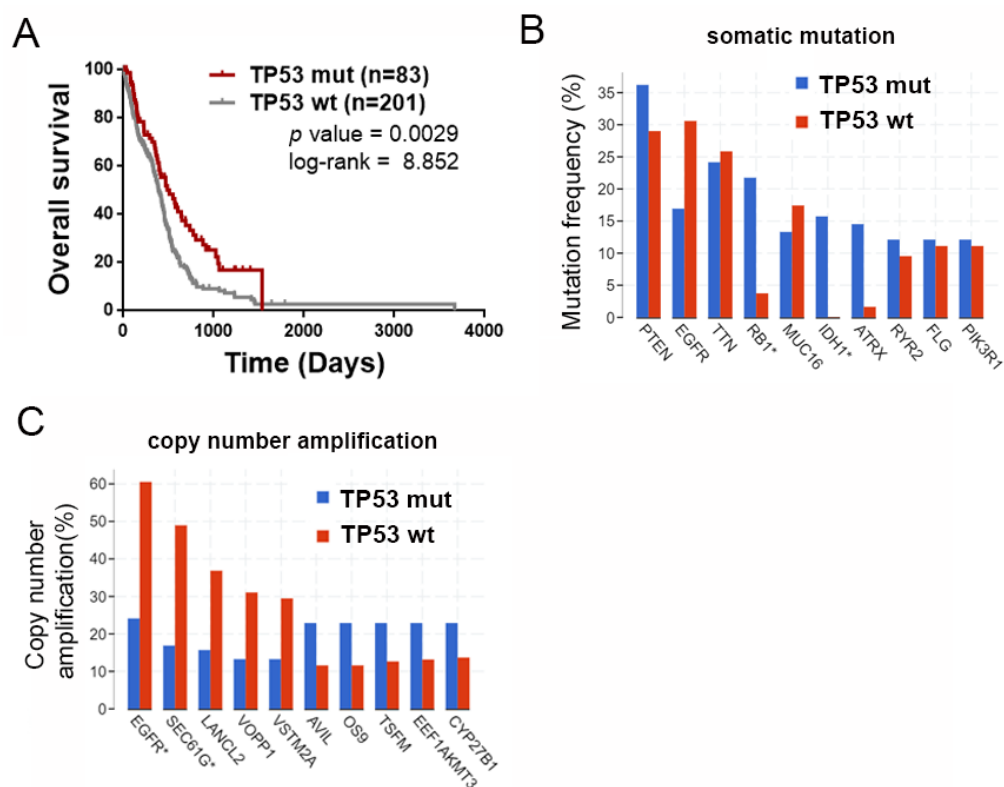 A
Overall survival
100
80
60
40
20
0
TP53 mut (n=83)
TP53 wt (n=201)
p value = 0.0029
log-rank = 8.852
0
1000
2000
3000
4000
Time (Days)
B
somatic mutation
Mutation frequency (%)
35
30
25
20
15
10
5
0
TP53 mut
TP53 wt
PTEN
EGFR
TTN
RB1*
MUC16
IDH1*
ATRX
RYR2
FLG
PIK3R1
C
copy number amplification
Copy number
amplification(%)
60
50
40
30
20
10
0
TP53 mut
TP53 wt
EGFR*
SEC61G*
LANCL2
VOPP1
VSTM2A
AVIL
OS9
TSFM
EEF1AKMT3
CYP27B1